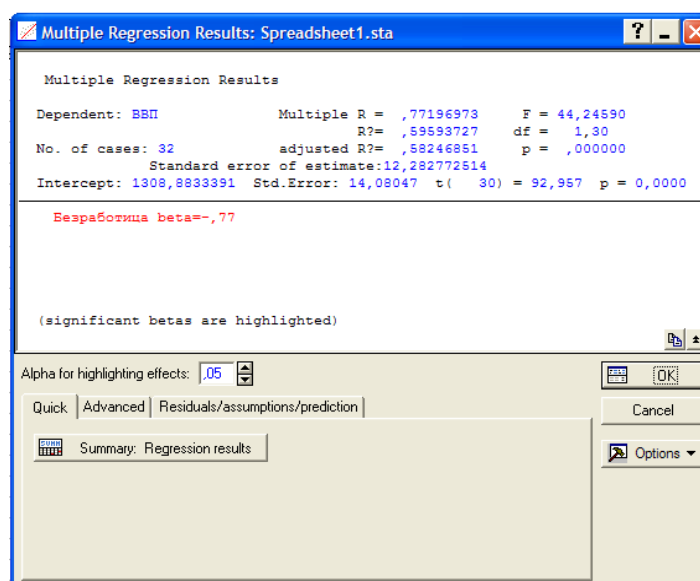 Multiple Regression Results: Spreadsheet1.sta
Multiple Regression Results
Dependent: ВВП Multiple R = ,77196973 F = 44,24590
R?= ,59593727 df = 1,30
No. of cases: 32 adjusted R?= ,58246851 p = ,000000
Standard error of estimate:12,282772514
Intercept: 1308,8833391 Std.Error: 14,08047 t( 30) = 92,957 p = 0,0000
Безработица beta=-,77
(significant betas are highlighted)
Alpha for highlighting effects: ,05
OK
Quick Advanced Residuals/assumptions/prediction
Cancel
Summary: Regression results
Options